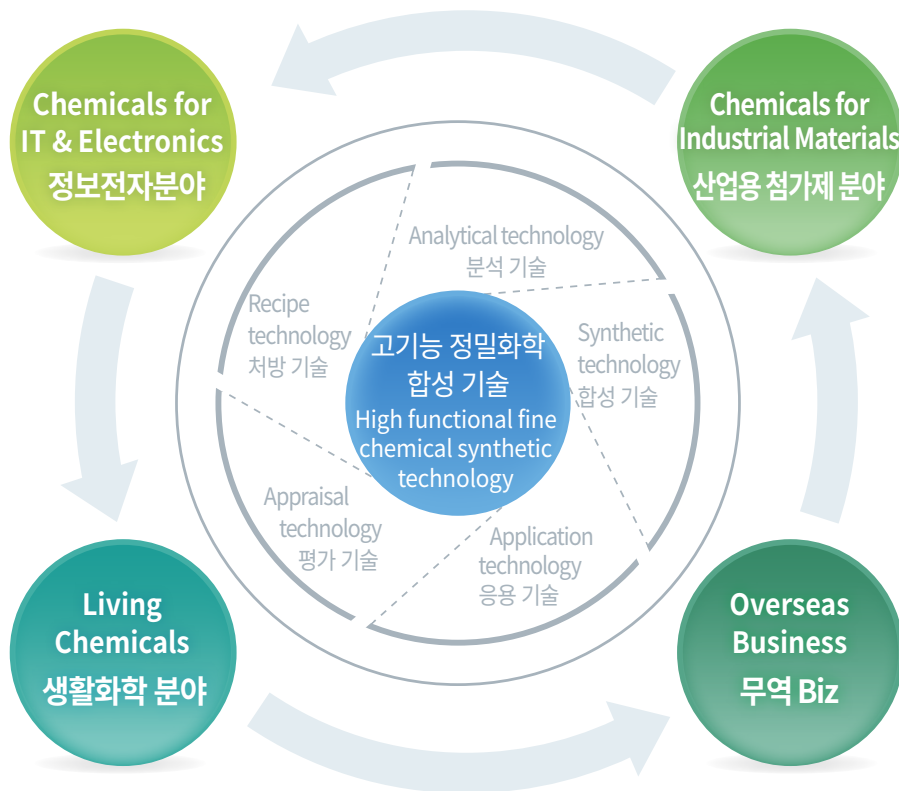 Chemicals for
IT & Electronics
정보전자분야
Chemicals for
Industrial Materials
산업용 첨가제 분야
Analytical technology
분석 기술
Recipe
technology
처방 기술
Synthetic
technology
합성 기술
고기능 정밀화학
합성 기술
High functional fine
chemical synthetic
technology
Appraisal
technology
평가 기술
Application
technology
응용 기술
Living
Chemicals
생활화학 분야
Overseas
Business
무역 Biz